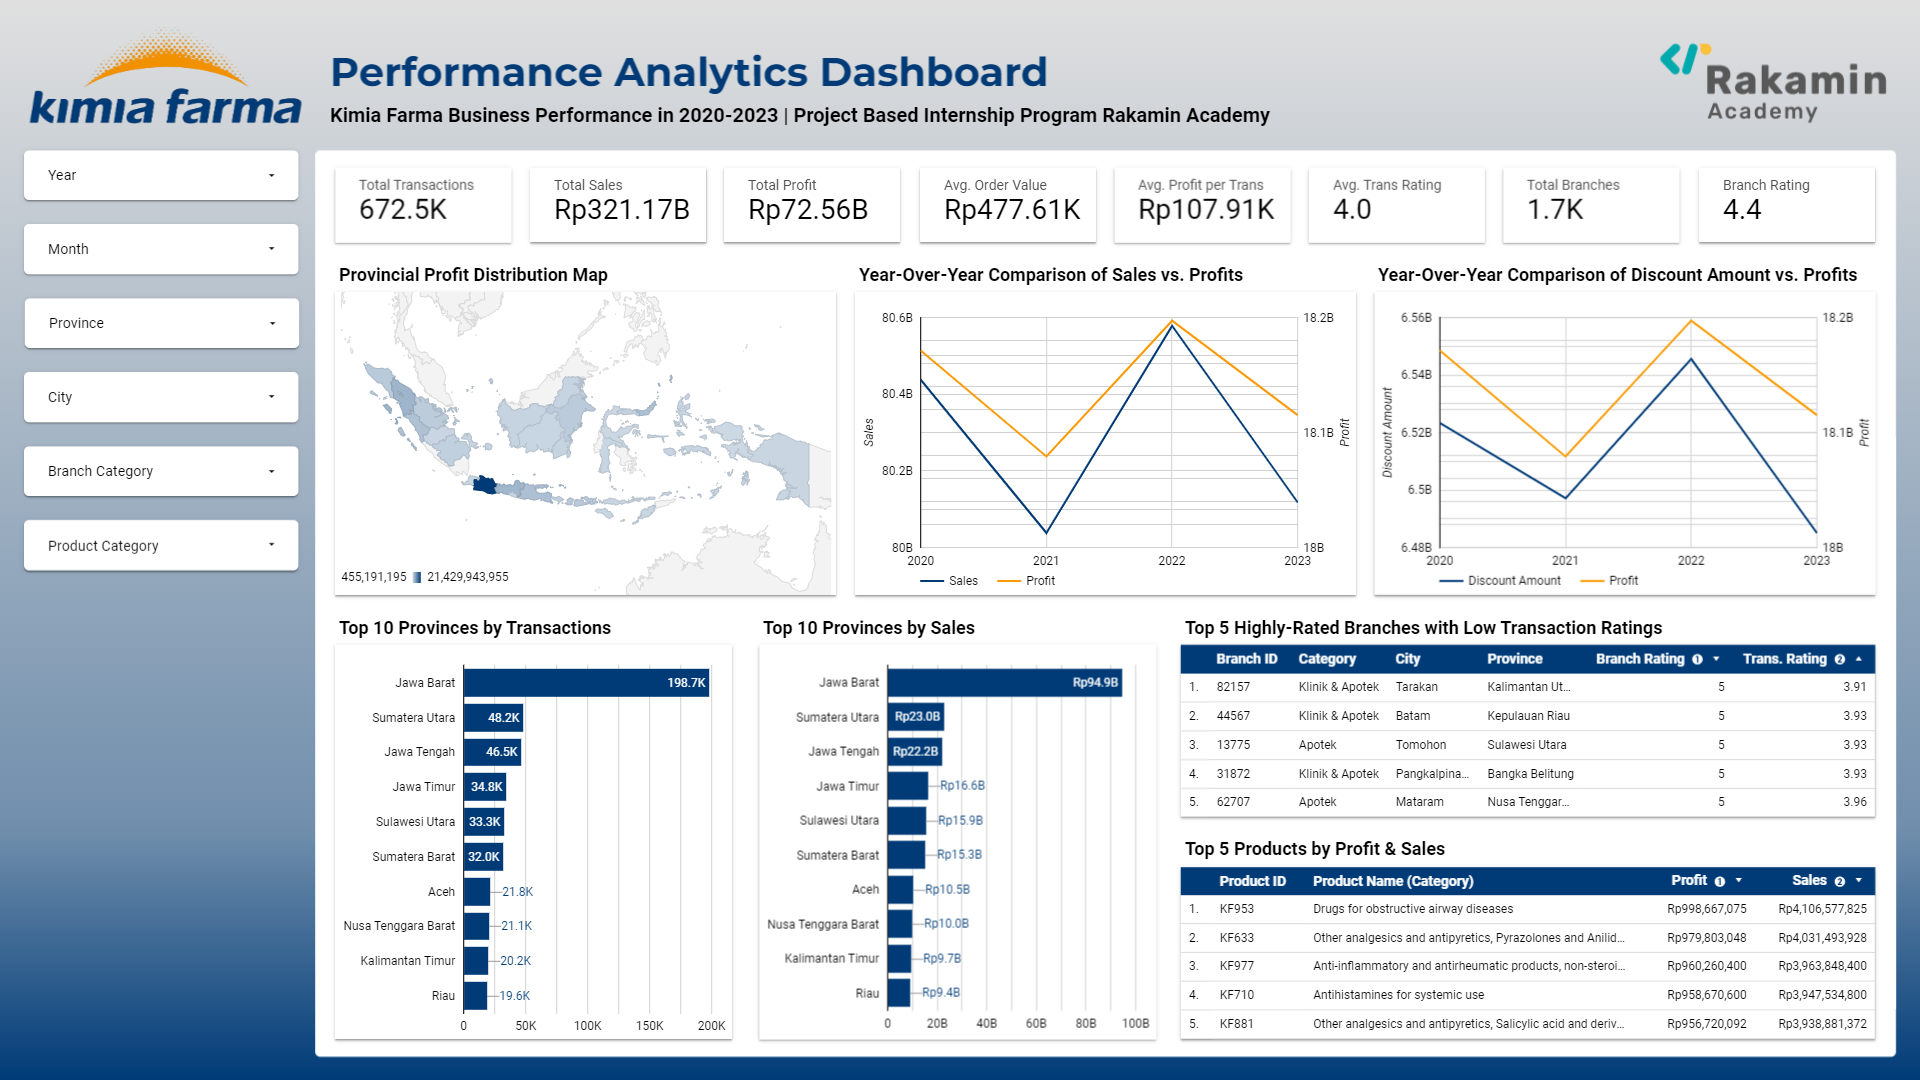 kimia farma
Performance Analytics Dashboard
Kimia Farma Business Performance in 2020-2023 | Project Based Internship Program Rakamin Academy
Rakamin
Academy
Year
Month
Province
City
Branch Category
Product Category
Total Transactions
672.5K
Total Sales
Rp321.17B
Total Profit
Rp72.56B
Avg. Order Value
Rp477.61K
Avg. Profit per Trans
Rp107.91K
Avg. Trans Rating
4.0
Total Branches
1.7K
Branch Rating
4.4
Provincial Profit Distribution Map
455,191,195 21,429,943,955
Year-Over-Year Comparison of Sales vs. Profits
80.6B
80.4B
80.2B
80B
Sales
18.2B
18.1B
18B
Profit
2020 2021 2022 2023
Sales Profit
Year-Over-Year Comparison of Discount Amount vs. Profits
6.56B
6.54B
6.52B
6.5B
6.48B
Discount Amount
18.2B
18.1B
18B
Profit
2020 2021 2022 2023
Discount Amount Profit
Top 10 Provinces by Transactions
Jawa Barat 198.7K
Sumatera Utara 48.2K
Jawa Tengah 46.5K
Jawa Timur 34.8K
Sulawesi Utara 33.3K
Sumatera Barat 32.0K
Aceh 21.8K
Nusa Tenggara Barat 21.1K
Kalimantan Timur 20.2K
Riau 19.6K
0 50K 100K 150K 200K
Top 10 Provinces by Sales
Jawa Barat Rp94.9B
Sumatera Utara Rp23.0B
Jawa Tengah Rp22.2B
Jawa Timur Rp16.6B
Sulawesi Utara Rp15.9B
Sumatera Barat Rp15.3B
Aceh Rp10.5B
Nusa Tenggara Barat Rp10.0B
Kalimantan Timur Rp9.7B
Riau Rp9.4B
0 20B 40B 60B 80B 100B
Top 5 Highly-Rated Branches with Low Transaction Ratings
Branch ID Category City Province Branch Rating 1 Trans. Rating 2
1. 82157 Klinik & Apotek Tarakan Kalimantan Ut... 5 3.91
2. 44567 Klinik & Apotek Batam Kepulauan Riau 5 3.93
3. 13775 Apotek Tomohon Sulawesi Utara 5 3.93
4. 31872 Klinik & Apotek Pangkalpina... Bangka Belitung 5 3.93
5. 62707 Apotek Mataram Nusa Tenggar... 5 3.96
Top 5 Products by Profit & Sales
Product ID Product Name (Category) Profit 1 Sales 2
1. KF953 Drugs for obstructive airway diseases Rp998,667,075 Rp4,106,577,825
2. KF633 Other analgesics and antipyretics, Pyrazolones and Anilid... Rp979,803,048 Rp4,031,493,928
3. KF977 Anti-inflammatory and antirheumatic products, non-steroi... Rp960,260,400 Rp3,963,848,400
4. KF710 Antihistamines for systemic use Rp958,670,600 Rp3,947,534,800
5. KF881 Other analgesics and antipyretics, Salicylic acid and deriv... Rp956,720,092 Rp3,938,881,372